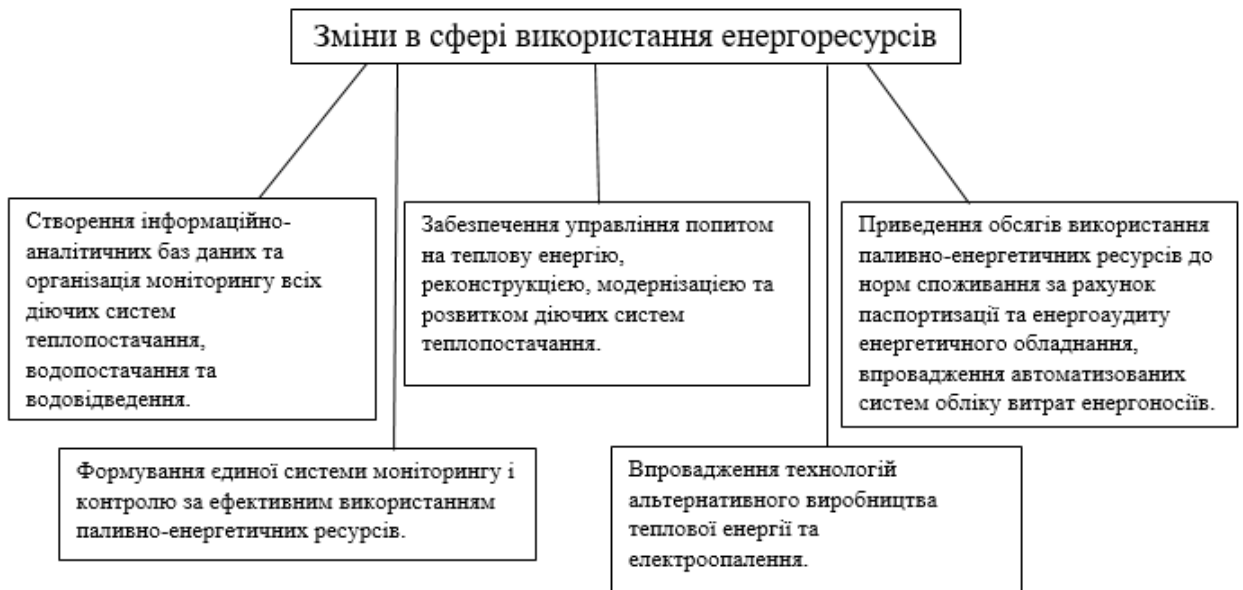 Зміни в сфері використання енергоресурсів
Створення інформаційно-
аналітичних баз даних та
організація моніторингу всіх
діючих систем
теплопостачання,
водопостачання та
водовідведення.
Забезпечення управління попитом
на теплову енергію,
реконструкцією, модернізацією та
розвитком діючих систем
теплопостачання.
Приведення обсягів використання
паливно-енергетичних ресурсів до
норм споживання за рахунок
паспортизації та енергоаудиту
енергетичного обладнання,
впровадження автоматизованих
систем обліку витрат енергоносіїв.
Формування єдиної системи моніторингу і
контролю за ефективним використанням
паливно-енергетичних ресурсів.
Впровадження технологій
альтернативного виробництва
теплової енергії та
електроопалення.